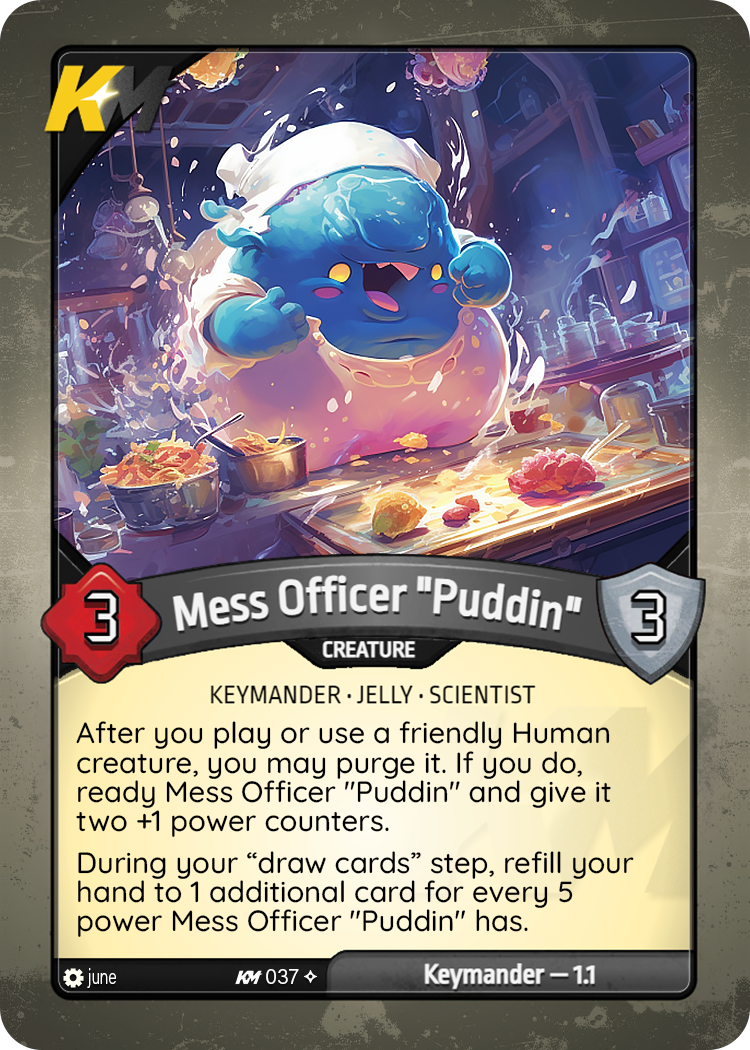 KM
3
Mess Officer "Puddin"
3
CREATURE
KEYMANDER • JELLY • SCIENTIST
After you play or use a friendly Human
creature, you may purge it. If you do,
ready Mess Officer "Puddin" and give it
two +1 power counters.
During your “draw cards” step, refill your
hand to 1 additional card for every 5
power Mess Officer "Puddin" has.
june
KM 037
Keymander — 1.1